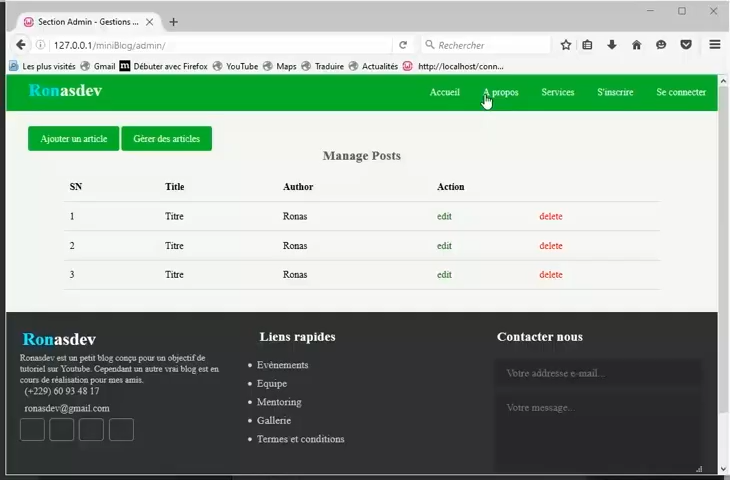 Section Admin - Gestions ...
127.0.0.1/miniBlog/admin/
Rechercher
Les plus visités Gmail Débuter avec Firefox YouTube Maps Traduire Actualités http://localhost/conn...
Ronasdev
Accueil A propos Services S'inscrire Se connecter
Ajouter un article Gérer des articles
Manage Posts
SN Title Author Action
1 Titre Ronas edit delete
2 Titre Ronas edit delete
3 Titre Ronas edit delete
Ronasdev
Ronasdev est un petit blog conçu pour un objectif de
tutoriel sur Youtube. Cependant un autre vrai blog est en
cours de réalisation pour mes amis.
(+229) 60 93 48 17
ronasdev@gmail.com
Liens rapides
Evénements
Equipe
Mentoring
Gallerie
Termes et conditions
Contacter nous
Votre addresse e-mail...
Votre message..